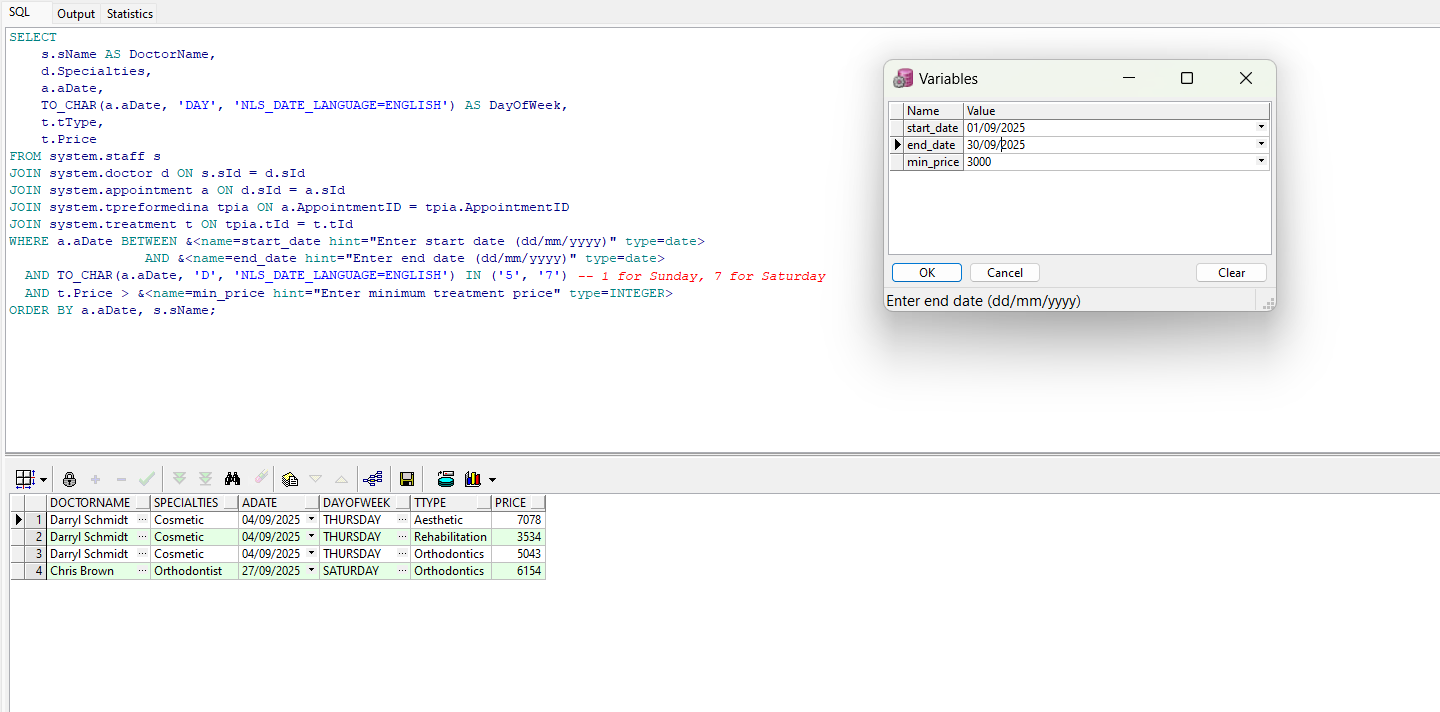 SQL Output Statistics
SELECT
s.sName AS DoctorName,
d.Specialties,
a.aDate,
TO_CHAR(a.aDate, 'DAY', 'NLS_DATE_LANGUAGE=ENGLISH') AS DayOfWeek,
t.tType,
t.Price
FROM system.staff s
JOIN system.doctor d ON s.sId = d.sId
JOIN system.appointment a ON d.sId = a.sId
JOIN system.tpreformedina tpia ON a.AppointmentID = tpia.AppointmentID
JOIN system.treatment t ON tpia.tId = t.tId
WHERE a.aDate BETWEEN &<name=start_date hint="Enter start date (dd/mm/yyyy)" type=date>
AND &<name=end_date hint="Enter end date (dd/mm/yyyy)" type=date>
AND TO_CHAR(a.aDate, 'D', 'NLS_DATE_LANGUAGE=ENGLISH') IN ('5', '7') -- 1 for Sunday, 7 for Saturday
AND t.Price > &<name=min_price hint="Enter minimum treatment price" type=INTEGER>
ORDER BY a.aDate, s.sName;
Variables
Name Value
start_date 01/09/2025
end_date 30/09/2025
min_price 3000
OK Cancel Clear
Enter end date (dd/mm/yyyy)
DOCTORNAME SPECIALTIES ADATE DAYOFWEEK TTYPE PRICE
1 Darryl Schmidt ... Cosmetic 04/09/2025 THURSDAY ... Aesthetic 7078
2 Darryl Schmidt ... Cosmetic 04/09/2025 THURSDAY ... Rehabilitation 3534
3 Darryl Schmidt ... Cosmetic 04/09/2025 THURSDAY ... Orthodontics 5043
4 Chris Brown ... Orthodontist 27/09/2025 SATURDAY ... Orthodontics 6154